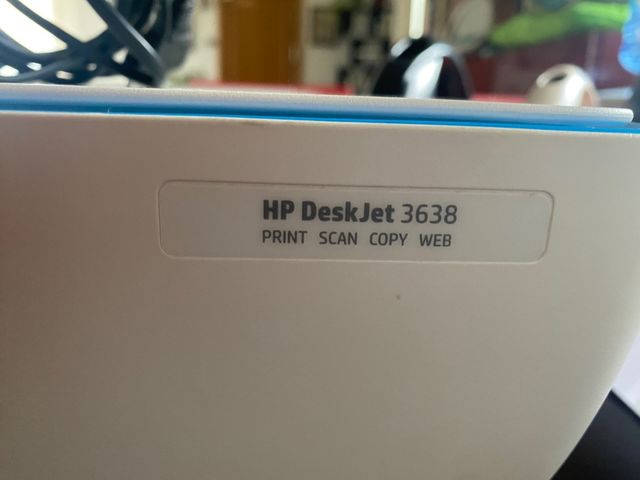 HP DeskJet 3638
PRINT SCAN COPY WEB